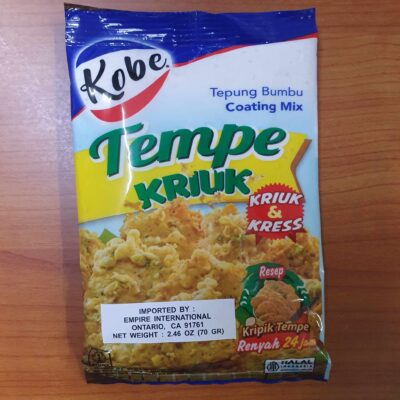 Kobe
Tepung Bumbu
Coating Mix
Tempe
KRIUK
KRIUK
&
KRESS
Resep
Kripik Tempe
Renyah 24 jam
IMPORTED BY :
EMPIRE INTERNATIONAL
ONTARIO, CA 91761
NET WEIGHT : 2.46 OZ (70 GR)
HALAL
INDONESIA